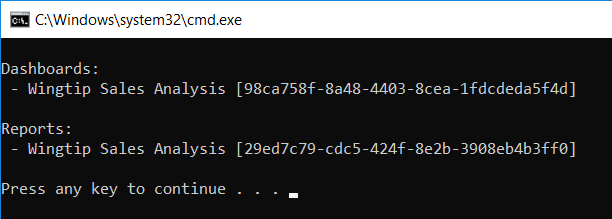 C:\Windows\system32\cmd.exe
Dashboards:
- Wingtip Sales Analysis [98ca758f-8a48-4403-8cea-1fdcdeda5f4d]
Reports:
- Wingtip Sales Analysis [29ed7c79-cdc5-424f-8e2b-3908eb4b3ff0]
Press any key to continue . . .